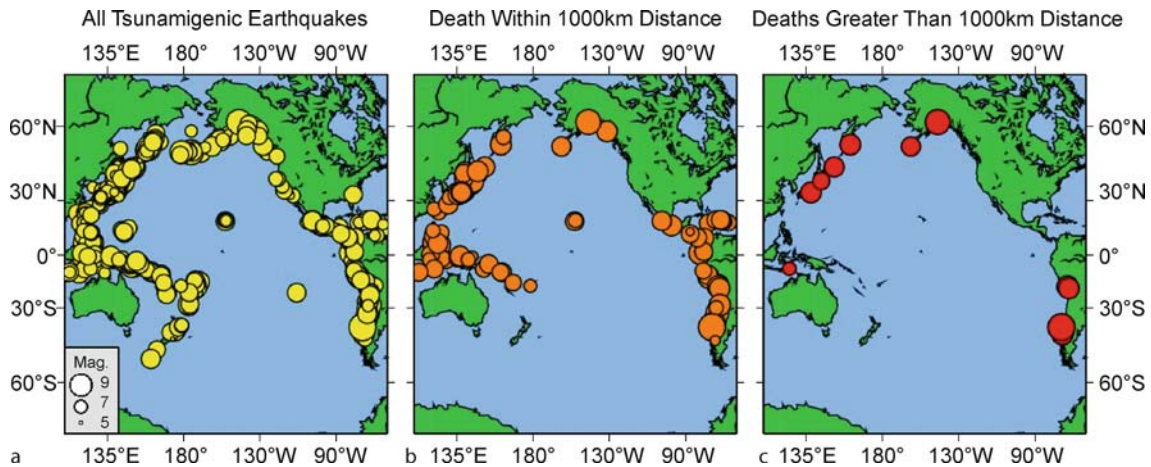 All Tsunamigenic Earthquakes
Death Within 1000km Distance
Deaths Greater Than 1000km Distance
135°E 180° 130°W 90°W
135°E 180° 130°W 90°W
135°E 180° 130°W 90°W
60°N
30°N
0°
30°S
60°S
Mag.
9
7
5
60°N
30°N
0°
30°S
60°S
a 135°E 180° 130°W 90°W
b 135°E 180° 130°W 90°W
c 135°E 180° 130°W 90°W